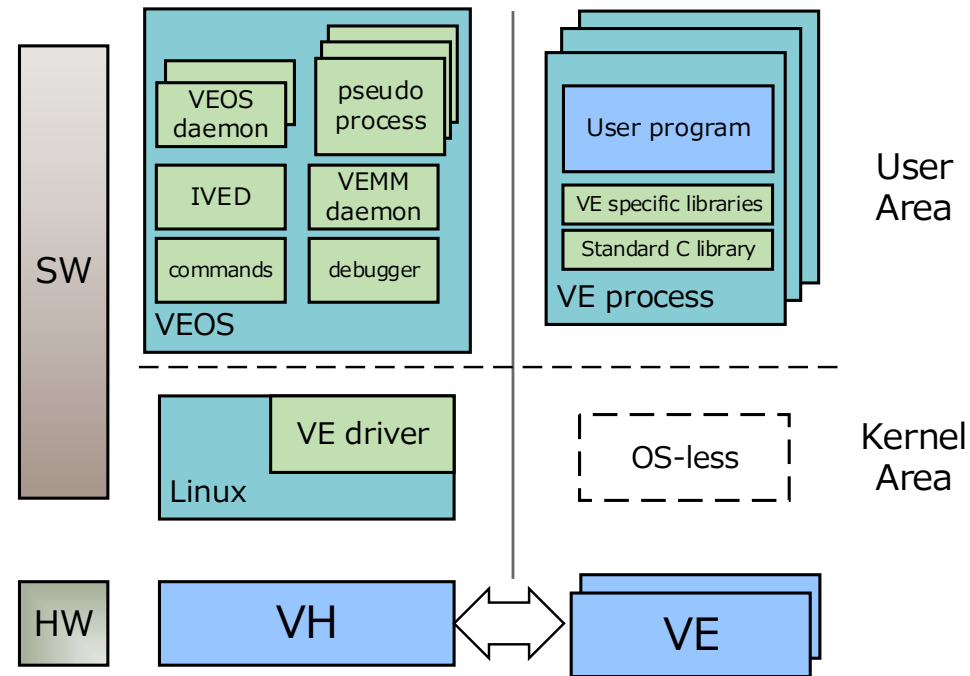 SW
VEOS
daemon
pseudo
process
IVED
VEMM
daemon
commands
debugger
VEOS
User program
VE specific libraries
Standard C library
VE process
User
Area
VE driver
Linux
OS-less
Kernel
Area
HW
VH
VE